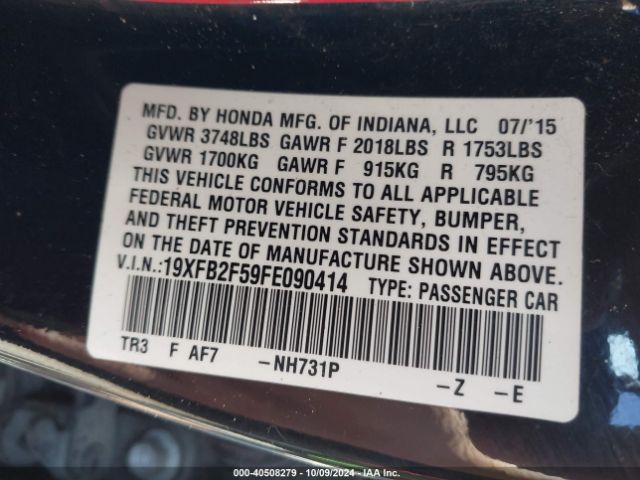 MFD. BY HONDA MFG. OF INDIANA, LLC 07/'15
GVWR 3748LBS GAWR F 2018LBS R 1753LBS
GVWR 1700KG GAWR F 915KG R 795KG
THIS VEHICLE CONFORMS TO ALL APPLICABLE
FEDERAL MOTOR VEHICLE SAFETY, BUMPER,
AND THEFT PREVENTION STANDARDS IN EFFECT
ON THE DATE OF MANUFACTURE SHOWN ABOVE.
V.I.N.:19XFB2F59FE090414 TYPE: PASSENGER CAR
TR3 F AF7 -NH731P -Z -E
000-40508279 - 10/09/2024 - IAA Inc.